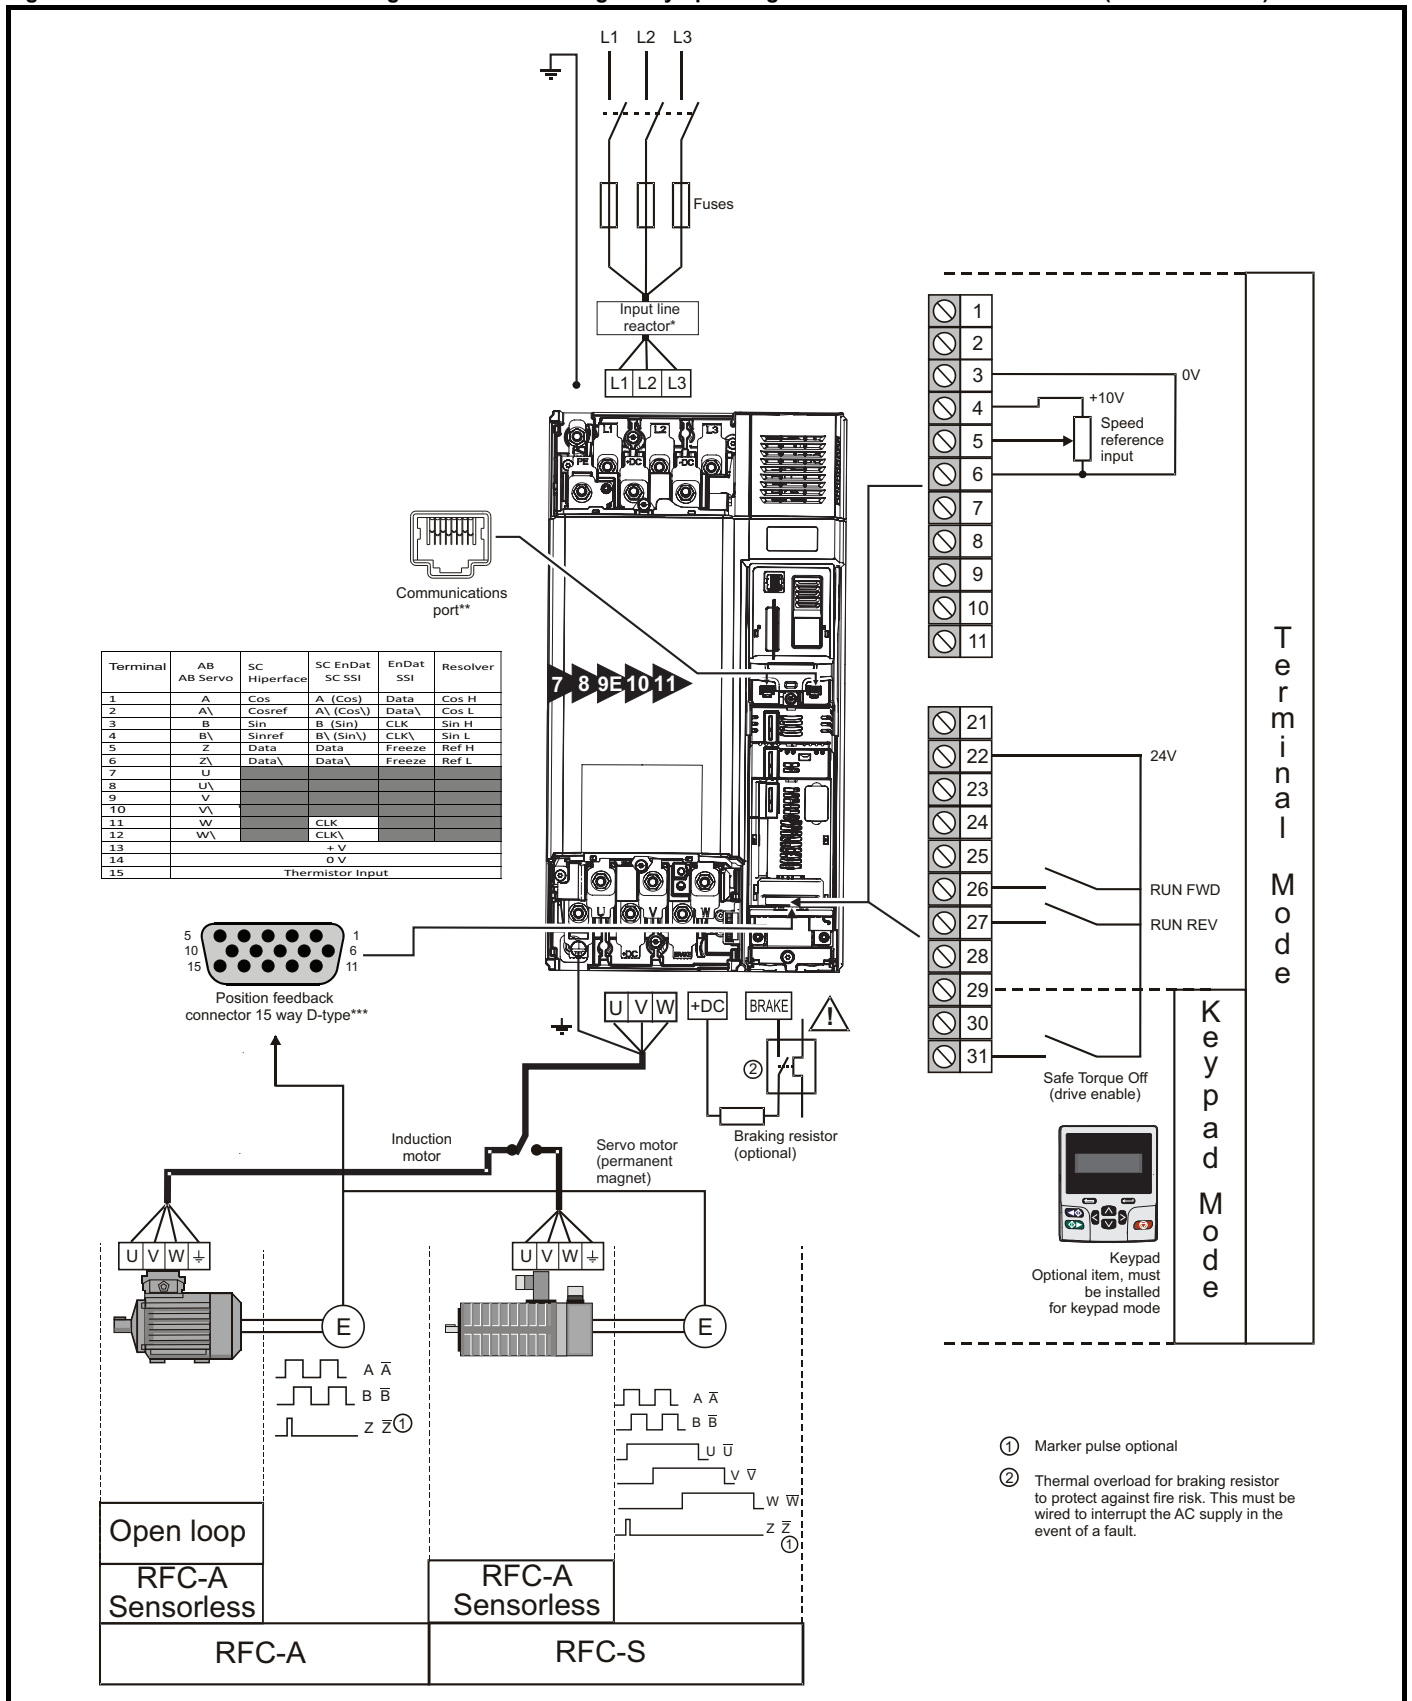 L1 L2 L3
Fuses
Input line
reactor*
L1 L2 L3
L1 L2 L3
PE +DC -DC
Communications
port**
7 8 9E 10 11
Terminal AB AB Servo SC Hiperface SC EnDat SC SSI EnDat SSI Resolver
1 A Cos A (Cos) Data Cos H
2 A\ Cosref A\ (Cos\) Data\ Cos L
3 B Sin B (Sin) CLK Sin H
4 B\ Sinref B\ (Sin\) CLK\ Sin L
5 Z Data Data Freeze Ref H
6 Z\ Data\ Data\ Freeze Ref L
7 U
8 U\
9 V
10 V\
11 W CLK
12 W\ CLK\
13 + V
14 0 V
15 Thermistor Input
5 1
10 6
15 11
Position feedback
connector 15 way D-type***
U V W
+DC BRAKE
U V W +DC BRAKE
2
Braking resistor
(optional)
Induction
motor
Servo motor
(permanent
magnet)
U V W
U V W
E
E
A A̅
B B̅
Z Z̅ 1
A A̅
B B̅
U U̅
V V̅
W W̅
Z Z̅
1
Open loop
RFC-A
Sensorless
RFC-A
RFC-A
Sensorless
RFC-S
1
2
3 0V
4 +10V
5 Speed
reference
input
6
7
8
9
10
11
21
22 24V
23
24
25
26 RUN FWD
27 RUN REV
28
29
30
31
Safe Torque Off
(drive enable)
Keypad
Optional item, must
be installed
for keypad mode
Terminal Mode
Keypad Mode
1 Marker pulse optional
2 Thermal overload for braking resistor
to protect against fire risk. This must be
wired to interrupt the AC supply in the
event of a fault.